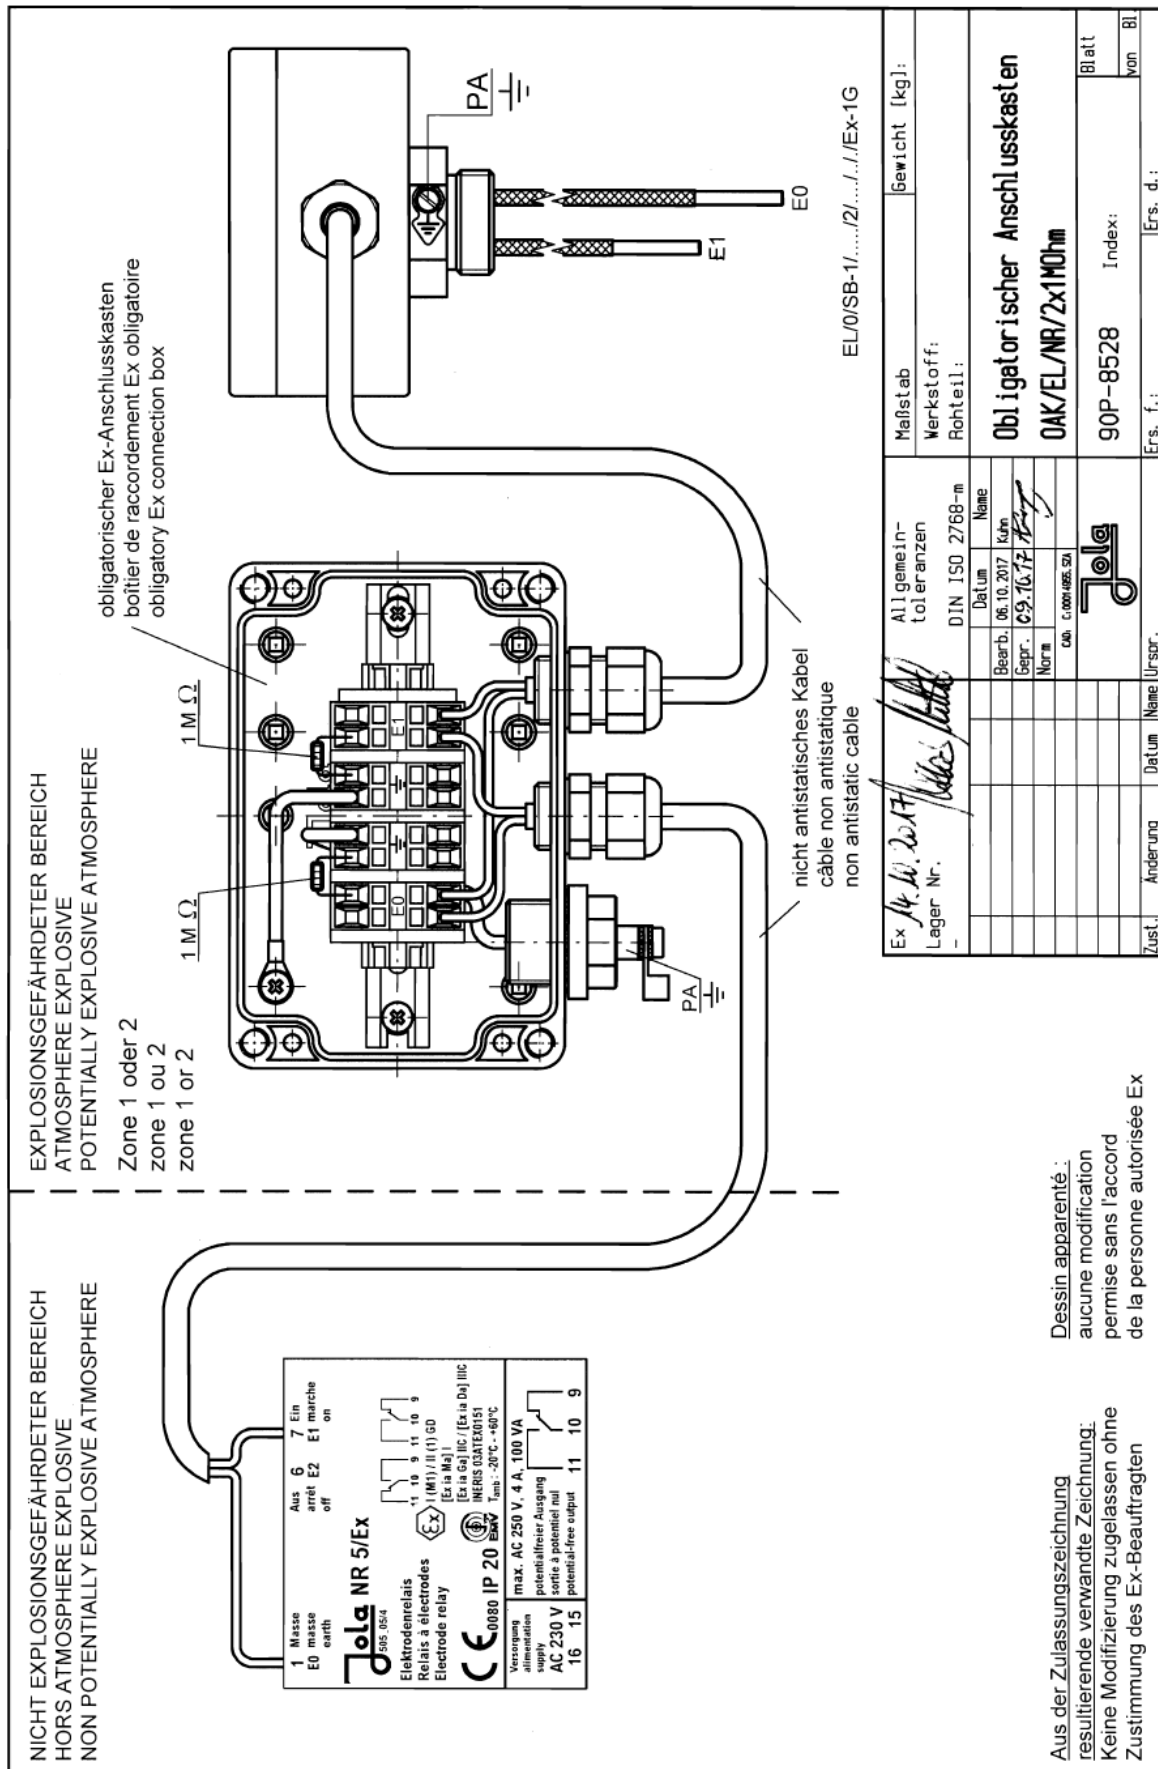 NICHT EXPLOSIONSGEFÄHRDETER BEREICH
HORS ATMOSPHERE EXPLOSIVE
NON POTENTIALLY EXPLOSIVE ATMOSPHERE
EXPLOSIONSGEFÄHRDETER BEREICH
ATMOSPHERE EXPLOSIVE
POTENTIALLY EXPLOSIVE ATMOSPHERE
Zone 1 oder 2
zone 1 ou 2
zone 1 or 2
obligatorischer Ex-Anschlusskasten
boîtier de raccordement Ex obligatoire
obligatory Ex connection box
1 M Ω
1 M Ω
E0
E1
PA
PA
E1
E0
EL/0/SB-1/...../2/..././../Ex-1G
nicht antistatisches Kabel
câble non antistatique
non antistatic cable
1 Masse
E0 masse
earth
Aus 6
arrêt E2
off
7 Ein
E1 marche
on
Jola NR 5/Ex
505_05/4
Elektrodenrelais
Relais à électrodes
Electrode relay
11 10 9 11 10 9
Ex I (M1) / II (1) GD
[Ex ia Ma] I
[Ex ia Ga] IIC / [Ex ia Da] IIIC
INERIS 03ATEX0151
Tamb : -20°C - +60°C
CE 0080 IP 20 EMV
Versorgung
alimentation
supply
AC 230 V
16 15
max. AC 250 V, 4 A, 100 VA
potentialfreier Ausgang
sortie à potentiel nul
potential-free output
11 10 9
Aus der Zulassungszeichnung
resultierende verwandte Zeichnung:
Keine Modifizierung zugelassen ohne
Zustimmung des Ex-Beauftragten
Dessin apparenté :
aucune modification
permise sans l'accord
de la personne autorisée Ex
Ex 14.10.2017
Lager Nr.
-
Allgemein-
toleranzen
DIN ISO 2768-m
Maßstab
Gewicht [kg]:
Werkstoff:
Rohteil:
Datum Name
Bearb. 06.10.2017 Kuhn
Gepr. 09.10.17
Norm
CAD: C:00014955.SZA
Jola
Obligatorischer Anschlusskasten
OAK/EL/NR/2x1MOhm
90P-8528
Index:
Blatt
von Bl.
Zust. Änderung Datum Name Urspr. Ers. f.: Ers. d.: